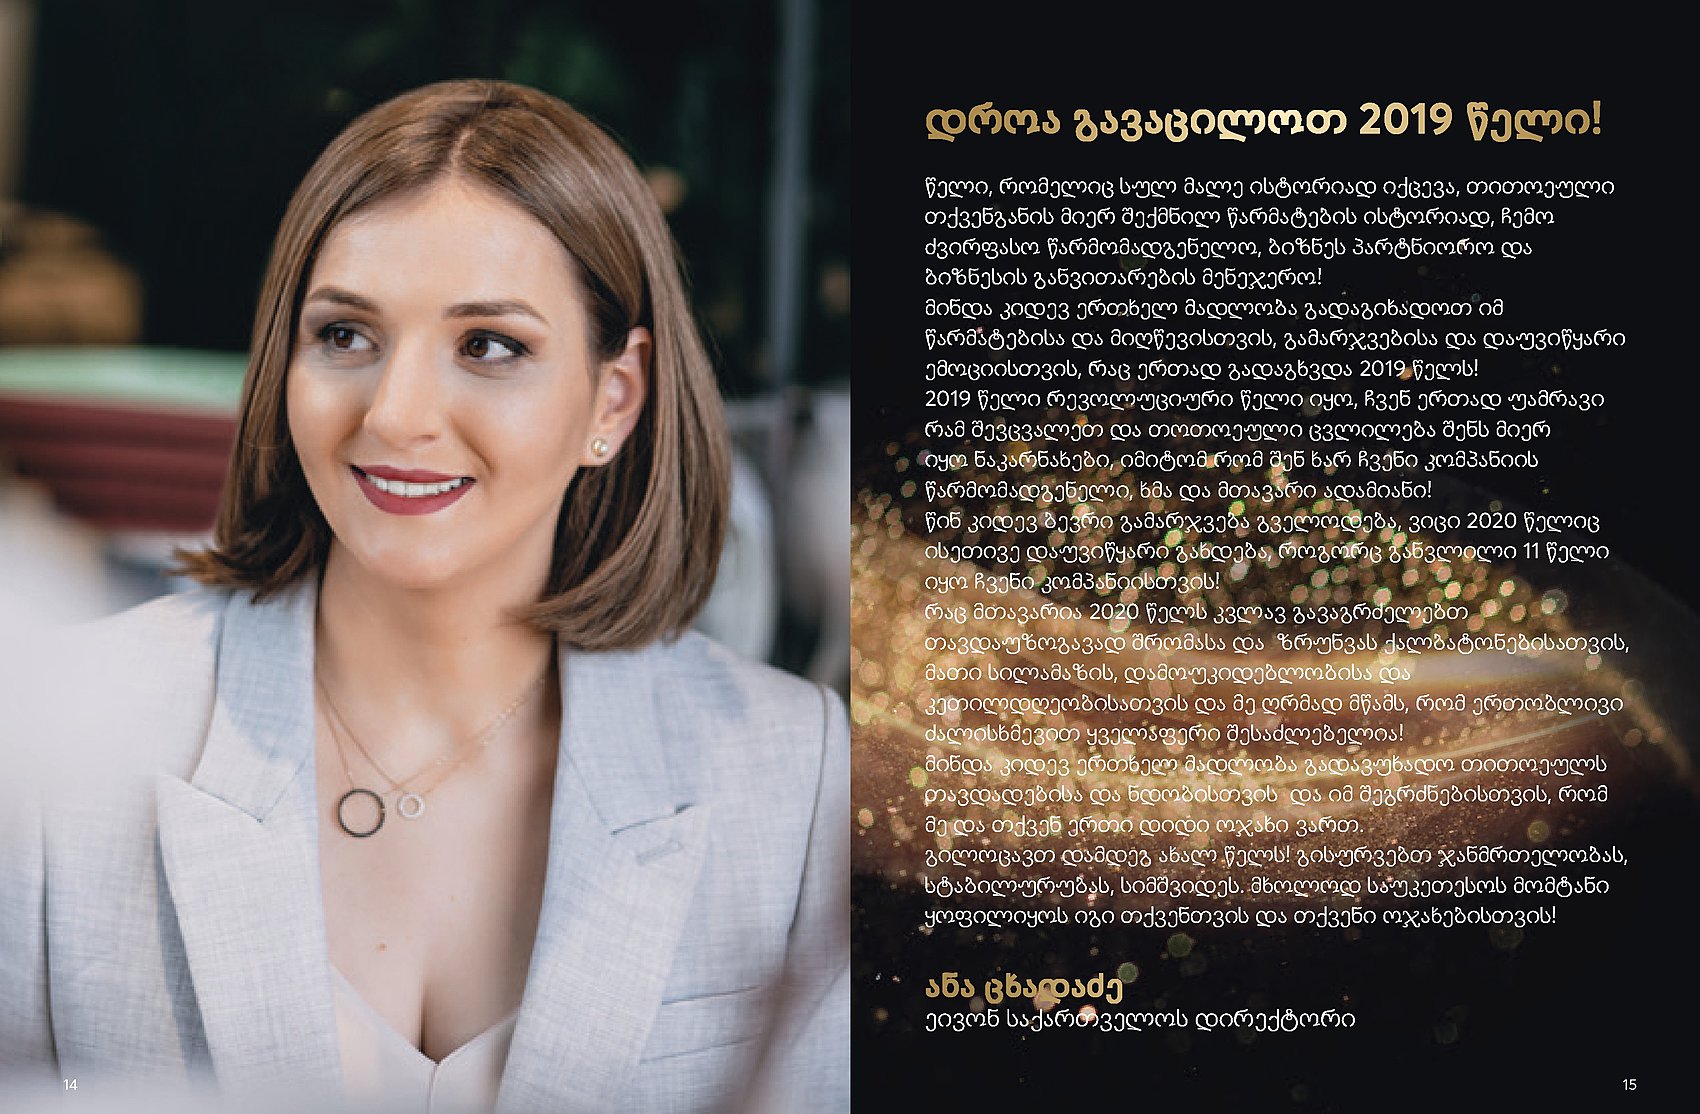 დროა გავაცილოთ 2019 წელი!
წელი, რომელიც სულ მალე ისტორიად იქცევა, თითოეული
თქვენგანის მიერ შექმნილ წარმატების ისტორიად, ჩემო
ძვირფასო წარმომადგენელო, ბიზნეს პარტნიორო და
ბიზნესის განვითარების მენეჯერო!
მინდა კიდევ ერთხელ მადლობა გადაგიხადოთ იმ
წარმატებისა და მიღწევისთვის, გამარჯვებისა და დაუვიწყარი
ემოციისთვის, რაც ერთად გადაგხვდა 2019 წელს!
2019 წელი რევოლუციური წელი იყო, ჩვენ ერთად უამრავი
რამ შევცვალეთ და თოთოეული ცვლილება შენს მიერ
იყო ნაკარნახები, იმიტომ რომ შენ ხარ ჩვენი კომპანიის
წარმომადგენელი, ხმა და მთავარი ადამიანი!
წინ კიდევ ბევრი გამარჯვება გველოდება, ვიცი 2020 წელიც
ისეთივე დაუვიწყარი გახდება, როგორც განვლილი 11 წელი
იყო ჩვენი კომპანიისთვის!
რაც მთავარია 2020 წელს კვლავ გავაგრძელებთ
თავდაუზოგავად შრომასა და ზრუნვას ქალბატონებისათვის,
მათი სილამაზის, დამოუკიდებლობისა და
კეთილდღეობისათვის და მე ღრმად მწამს, რომ ერთობლივი
ძალისხმევით ყველაფერი შესაძლებელია!
მინდა კიდევ ერთხელ მადლობა გადავუხადო თითოეულს
თავდადებისა და ნდობისთვის და იმ შეგრძნებისთვის, რომ
მე და თქვენ ერთი დიდი ოჯახი ვართ.
გილოცავთ დამდეგ ახალ წელს! გისურვებთ ჯანმრთელობას,
სტაბილურუბას, სიმშვიდეს. მხოლოდ საუკეთესოს მომტანი
ყოფილიყოს იგი თქვენთვის და თქვენი ოჯახებისთვის!
ანა ცხადაძე
ეივონ საქართველოს დირექტორი
14
15